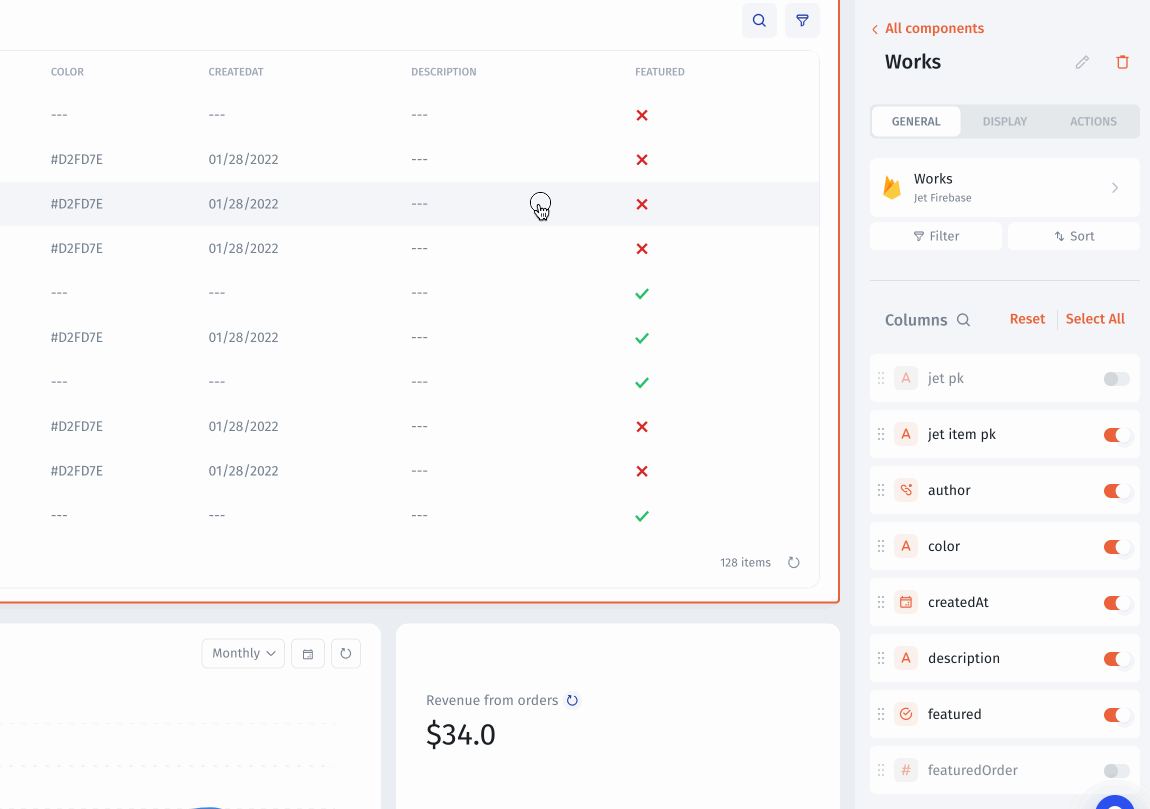 COLOR CREATEDAT DESCRIPTION FEATURED
--- --- ---
#D2FD7E 01/28/2022 ---
#D2FD7E 01/28/2022 ---
#D2FD7E 01/28/2022 ---
--- --- ---
#D2FD7E 01/28/2022 ---
--- --- ---
#D2FD7E 01/28/2022 ---
#D2FD7E 01/28/2022 ---
--- --- ---
128 items
Monthly
Revenue from orders
$34.0
All components
Works
GENERAL DISPLAY ACTIONS
Works
Jet Firebase
Filter Sort
Columns Reset Select All
A jet pk
A jet item pk
author
A color
createdAt
A description
featured
# featuredOrder